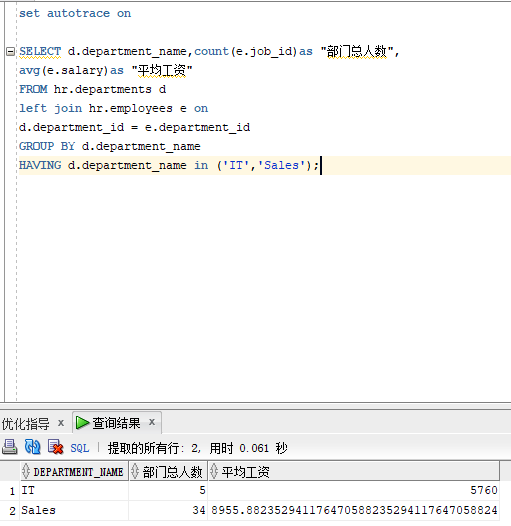 set autotrace on
SELECT d.department_name,count(e.job_id)as "部门总人数",
avg(e.salary)as "平均工资"
FROM hr.departments d
left join hr.employees e on
d.department_id = e.department_id
GROUP BY d.department_name
HAVING d.department_name in ('IT','Sales');
优化指导 x 查询结果 x
SQL | 提取的所有行: 2, 用时 0.061 秒
DEPARTMENT_NAME 部门总人数 平均工资
1 IT 5 5760
2 Sales 34 8955.882352941176470588235294117647058824